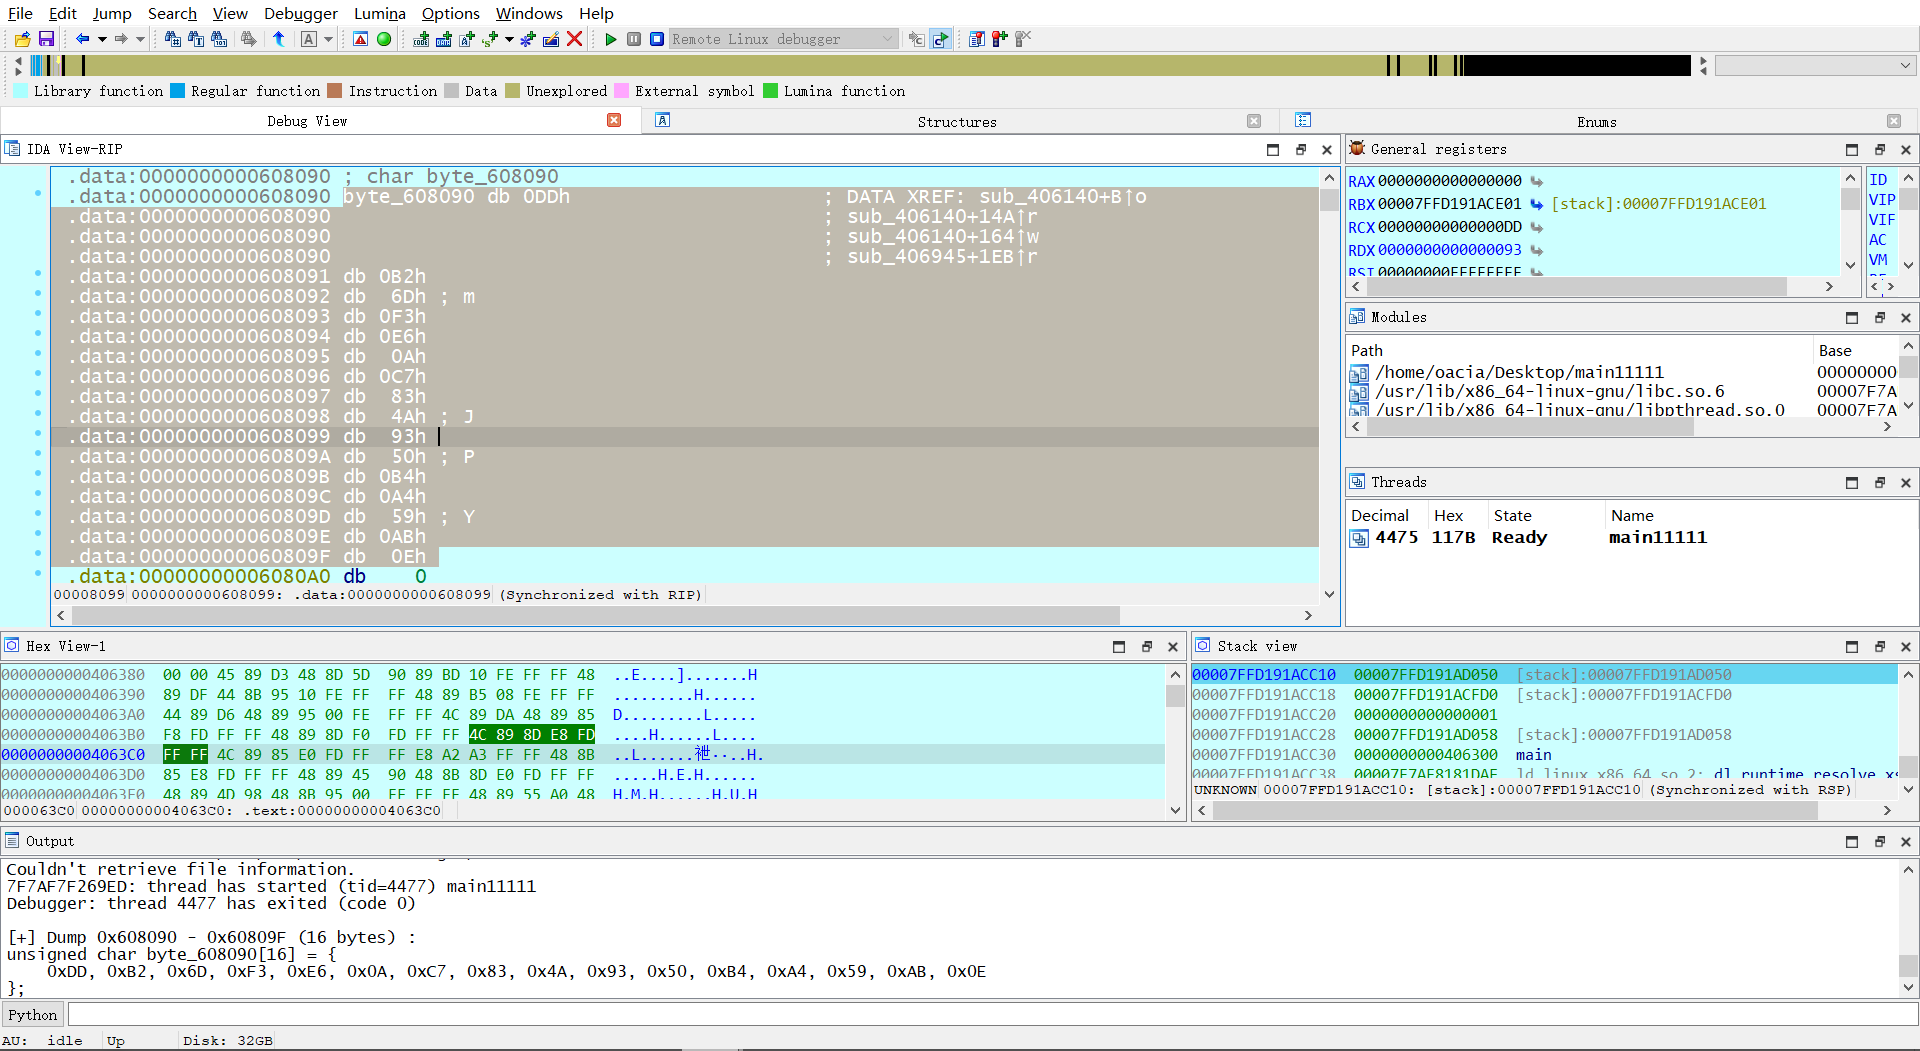 File Edit Jump Search View Debugger Lumina Options Windows Help
Remote Linux debugger
Library function Regular function Instruction Data Unexplored External symbol Lumina function
Debug View Structures Enums
IDA View-RIP
.data:0000000000608090 ; char byte_608090
.data:0000000000608090 byte_608090 db 0DDh ; DATA XREF: sub_406140+B↑o
.data:0000000000608090 ; sub_406140+14A↑r
.data:0000000000608090 ; sub_406140+164↑w
.data:0000000000608090 ; sub_406945+1EB↑r
.data:0000000000608091 db 0B2h
.data:0000000000608092 db 6Dh ; m
.data:0000000000608093 db 0F3h
.data:0000000000608094 db 0E6h
.data:0000000000608095 db 0Ah
.data:0000000000608096 db 0C7h
.data:0000000000608097 db 83h
.data:0000000000608098 db 4Ah ; J
.data:0000000000608099 db 93h
.data:000000000060809A db 50h ; P
.data:000000000060809B db 0B4h
.data:000000000060809C db 0A4h
.data:000000000060809D db 59h ; Y
.data:000000000060809E db 0ABh
.data:000000000060809F db 0Eh
.data:00000000006080A0 db 0
00008099 0000000000608099: .data:0000000000608099 (Synchronized with RIP)
General registers
RAX 0000000000000000
RBX 00007FFD191ACE01 [stack]:00007FFD191ACE01
RCX 00000000000000DD
RDX 0000000000000093
RSI 00000000FFFFFFFF
ID
VIP
VIF
AC
VM
Modules
Path Base
/home/oacia/Desktop/main11111 00000000
/usr/lib/x86_64-linux-gnu/libc.so.6 00007F7A
/usr/lib/x86_64-linux-gnu/libpthread.so.0 00007F7A
Threads
Decimal Hex State Name
4475 117B Ready main11111
Hex View-1
0000000000406380 00 00 45 89 D3 48 8D 5D 90 89 BD 10 FE FF FF 48 ..E....].......H
0000000000406390 89 DF 44 8B 95 10 FE FF FF 48 89 B5 08 FE FF FF ..D......H......
00000000004063A0 44 89 D6 48 89 95 00 FE FF FF 4C 89 DA 48 89 85 D.........L.....
00000000004063B0 F8 FD FF FF 48 89 8D F0 FD FF FF 4C 89 8D E8 FD ....H......L....
00000000004063C0 FF FF 4C 89 85 E0 FD FF FF E8 A2 A3 FF FF 48 8B ..L......袣....H.
00000000004063D0 85 E8 FD FF FF 48 89 45 90 48 8B 8D E0 FD FF FF .....H.E.H......
00000000004063E0 48 89 4D 98 48 8B 95 00 FE FF FF 48 89 55 A0 48 H.M.H......H.U.H
000063C0 00000000004063C0: .text:00000000004063C0
Stack view
00007FFD191ACC10 00007FFD191AD050 [stack]:00007FFD191AD050
00007FFD191ACC18 00007FFD191ACFD0 [stack]:00007FFD191ACFD0
00007FFD191ACC20 0000000000000001
00007FFD191ACC28 00007FFD191AD058 [stack]:00007FFD191AD058
00007FFD191ACC30 0000000000406300 main
00007FFD191ACC38 00007F7AF8181DAF ld_linux_x86_64_so_2:_dl_runtime_resolve_xs
UNKNOWN 00007FFD191ACC10: [stack]:00007FFD191ACC10 (Synchronized with RSP)
Output
Couldn't retrieve file information.
7F7AF7F269ED: thread has started (tid=4477) main11111
Debugger: thread 4477 has exited (code 0)
[+] Dump 0x608090 - 0x60809F (16 bytes) :
unsigned char byte_608090[16] = {
0xDD, 0xB2, 0x6D, 0xF3, 0xE6, 0x0A, 0xC7, 0x83, 0x4A, 0x93, 0x50, 0xB4, 0xA4, 0x59, 0xAB, 0x0E
};
Python
AU: idle Up Disk: 32GB